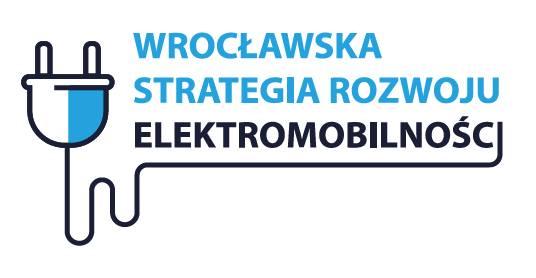 WROCŁAWSKA
STRATEGIA ROZWOJU
ELEKTROMOBILNOŚCI